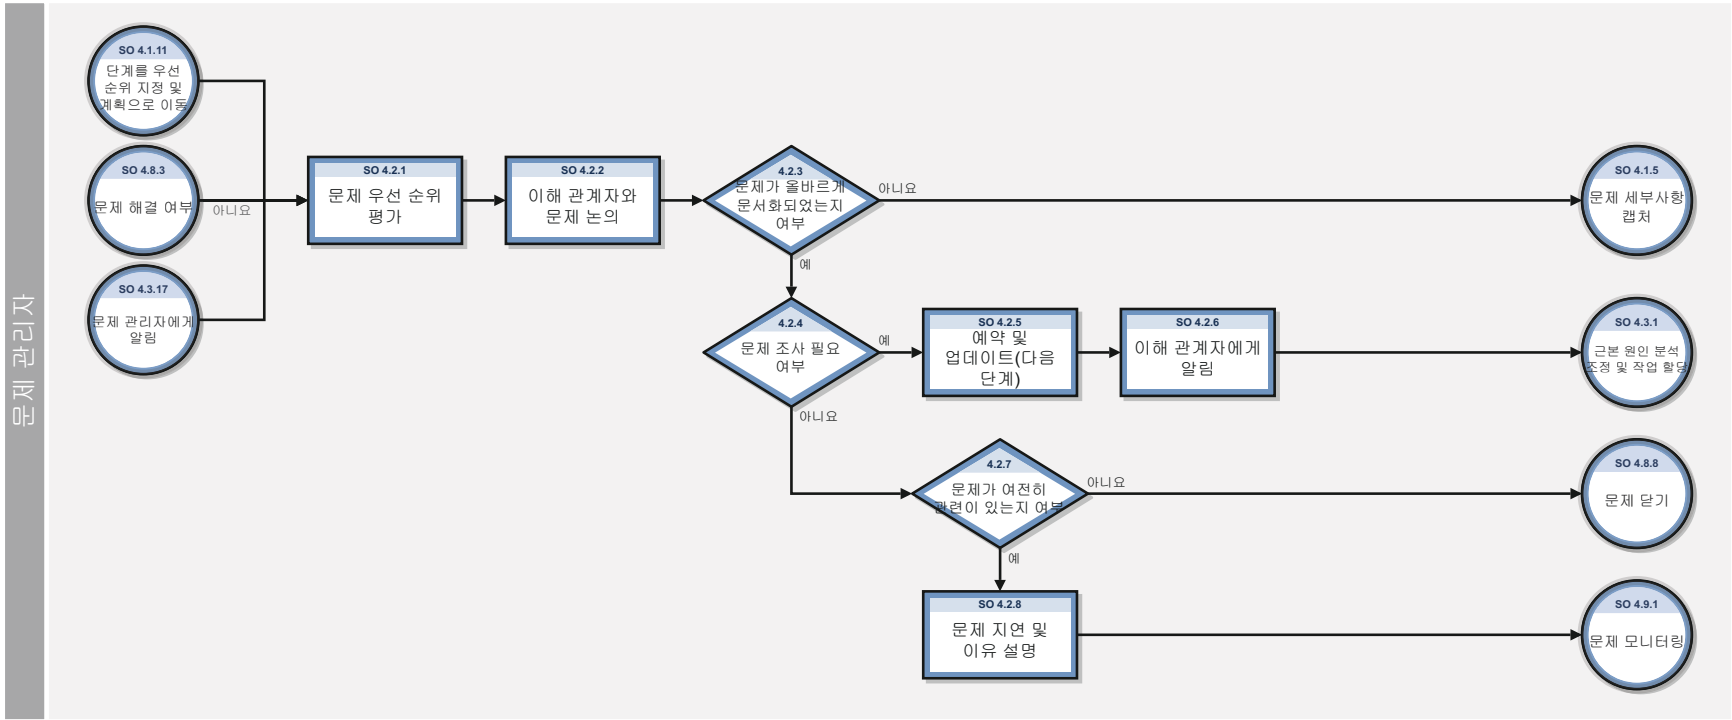 문제 관리자
SO 4.1.11
단계를 우선
순위 지정 및
계획으로 이동
SO 4.8.3
문제 해결 여부
아니요
SO 4.3.17
문제 관리자에게
알림
SO 4.2.1
문제 우선 순위
평가
SO 4.2.2
이해 관계자와
문제 논의
4.2.3
문제가 올바르게
문서화되었는지
여부
아니요
예
SO 4.1.5
문제 세부사항
캡처
4.2.4
문제 조사 필요
여부
예
아니요
SO 4.2.5
예약 및
업데이트(다음
단계)
SO 4.2.6
이해 관계자에게
알림
SO 4.3.1
근본 원인 분석
조정 및 작업 할당
4.2.7
문제가 여전히
관련이 있는지 여부
아니요
예
SO 4.8.8
문제 닫기
SO 4.2.8
문제 지연 및
이유 설명
SO 4.9.1
문제 모니터링